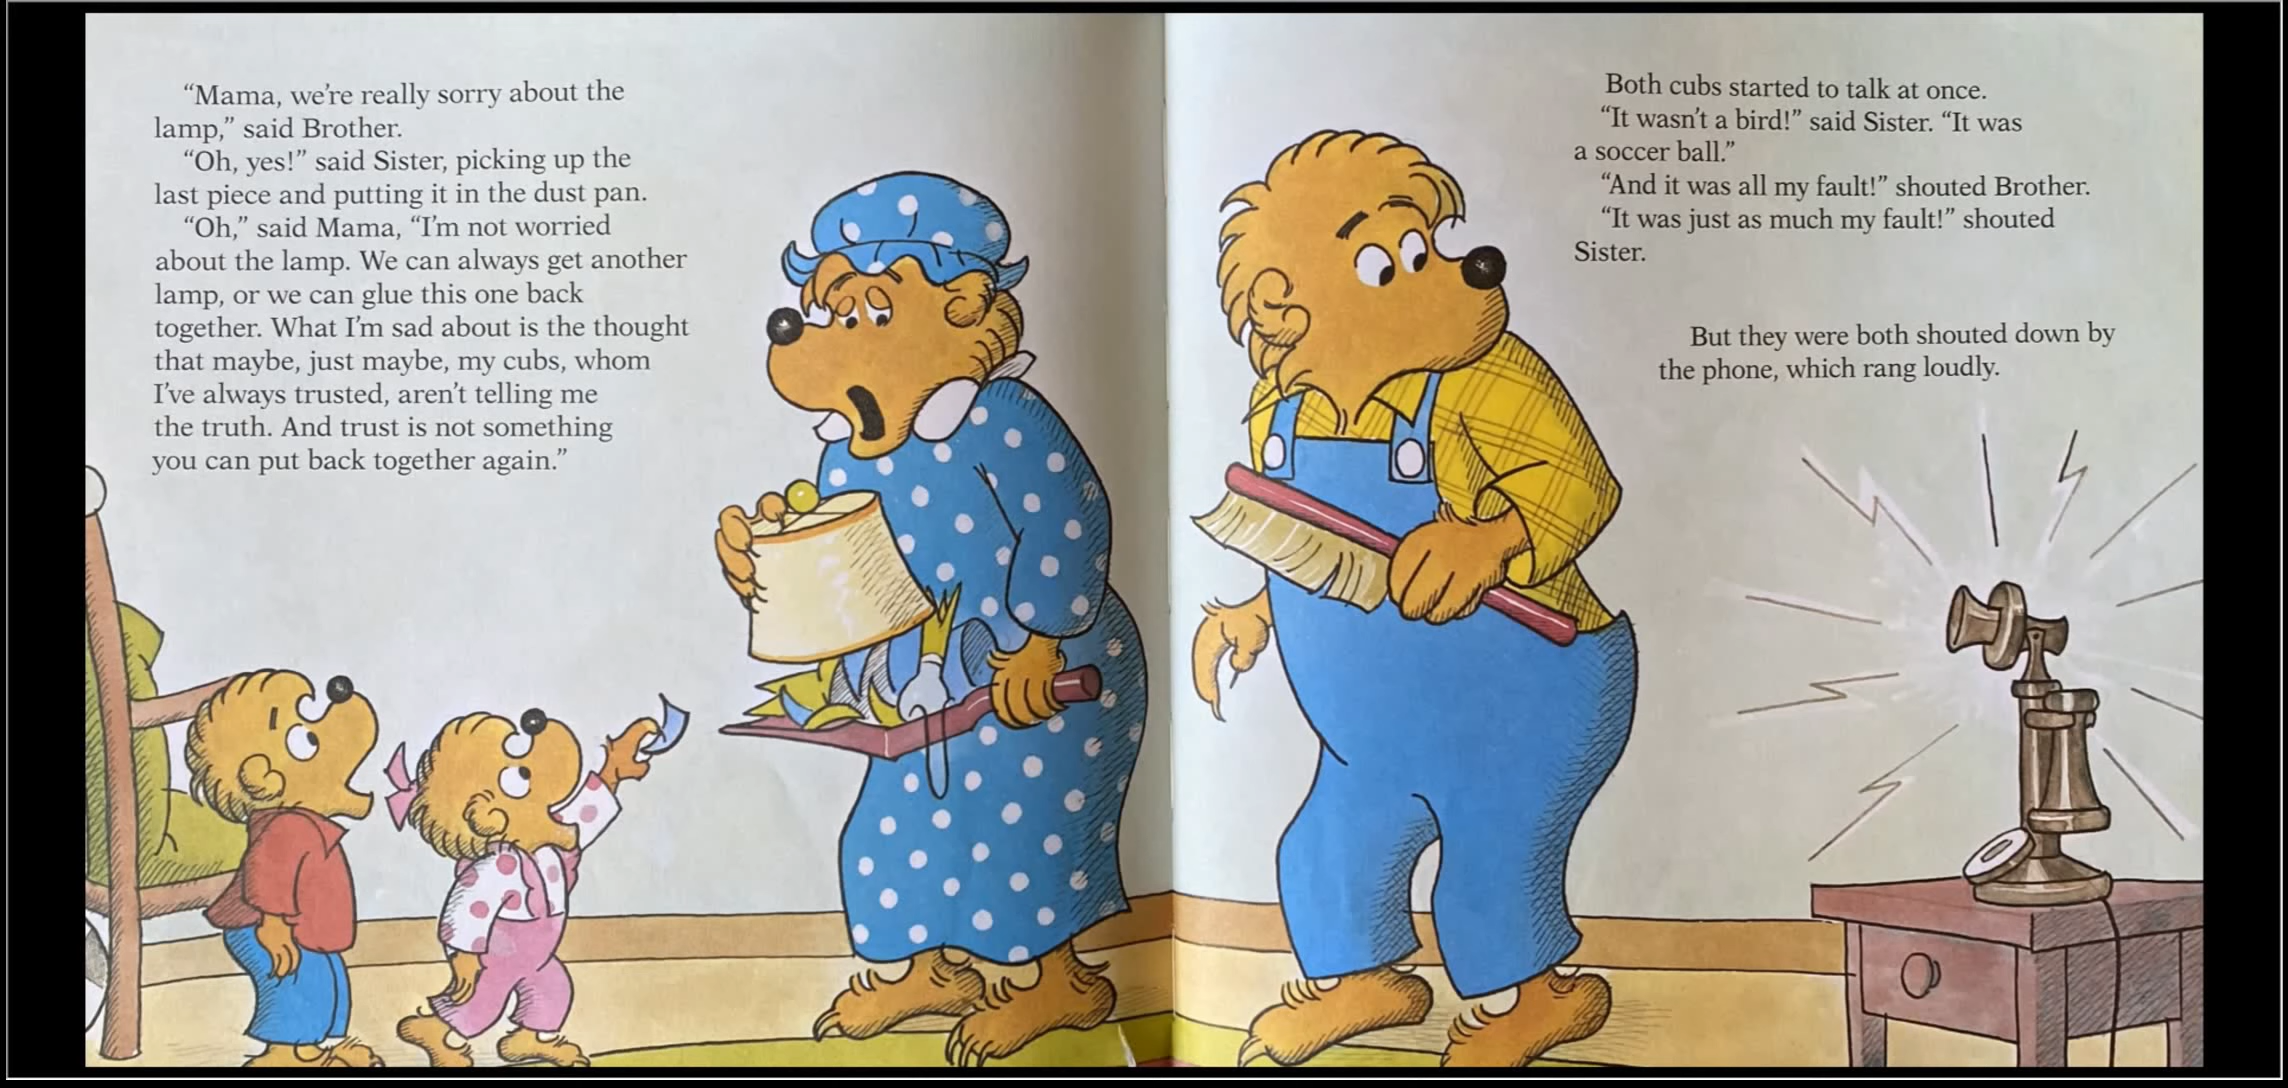 “Mama, we’re really sorry about the
lamp,” said Brother.
“Oh, yes!” said Sister, picking up the
last piece and putting it in the dust pan.
“Oh,” said Mama, “I’m not worried
about the lamp. We can always get another
lamp, or we can glue this one back
together. What I’m sad about is the thought
that maybe, just maybe, my cubs, whom
I’ve always trusted, aren’t telling me
the truth. And trust is not something
you can put back together again.”
Both cubs started to talk at once.
“It wasn’t a bird!” said Sister. “It was
a soccer ball.”
“And it was all my fault!” shouted Brother.
“It was just as much my fault!” shouted
Sister.
But they were both shouted down by
the phone, which rang loudly.